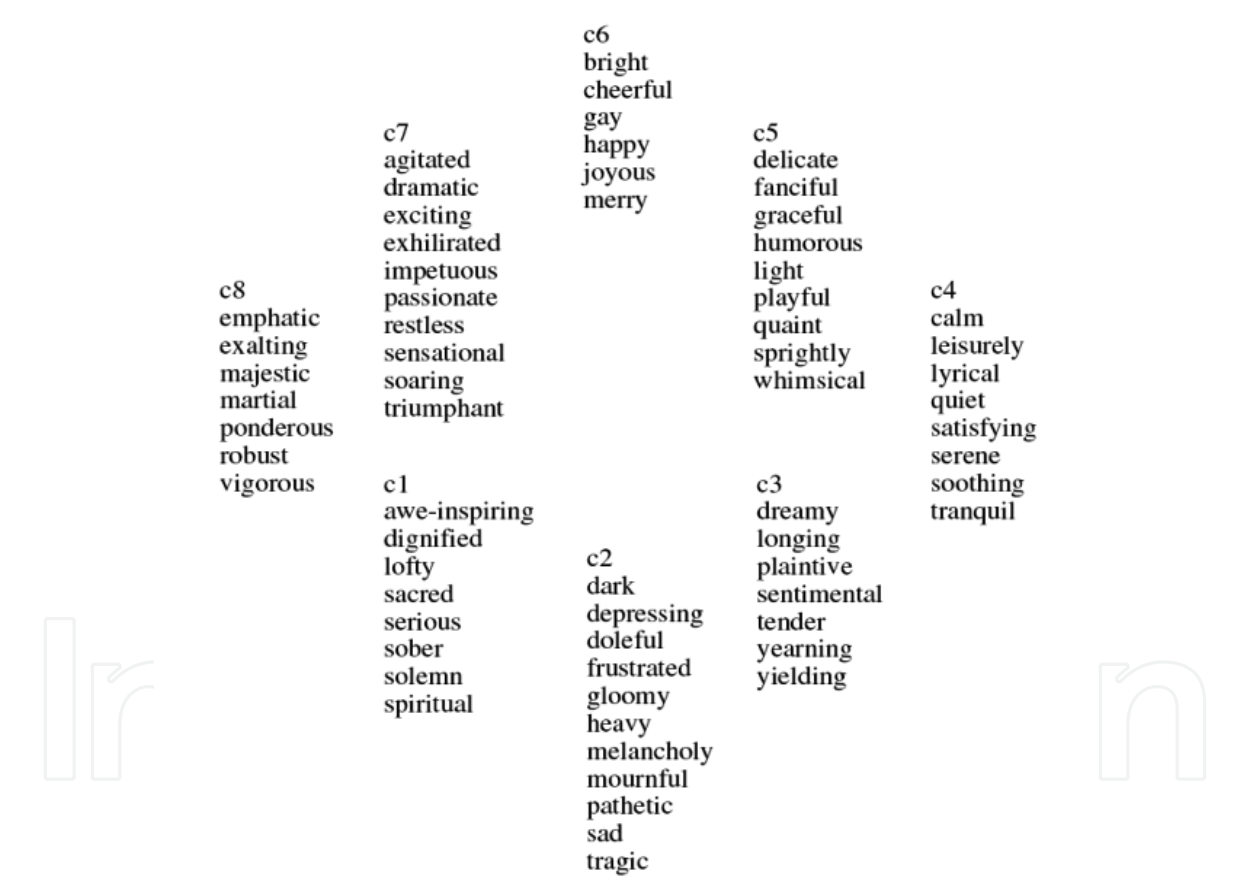 c6
bright
cheerful
gay
happy
joyous
merry
c7
agitated
dramatic
exciting
exhilirated
impetuous
passionate
restless
sensational
soaring
triumphant
c5
delicate
fanciful
graceful
humorous
light
playful
quaint
sprightly
whimsical
c8
emphatic
exalting
majestic
martial
ponderous
robust
vigorous
c4
calm
leisurely
lyrical
quiet
satisfying
serene
soothing
tranquil
c1
awe-inspiring
dignified
lofty
sacred
serious
sober
solemn
spiritual
c2
dark
depressing
doleful
frustrated
gloomy
heavy
melancholy
mournful
pathetic
sad
tragic
c3
dreamy
longing
plaintive
sentimental
tender
yearning
yielding